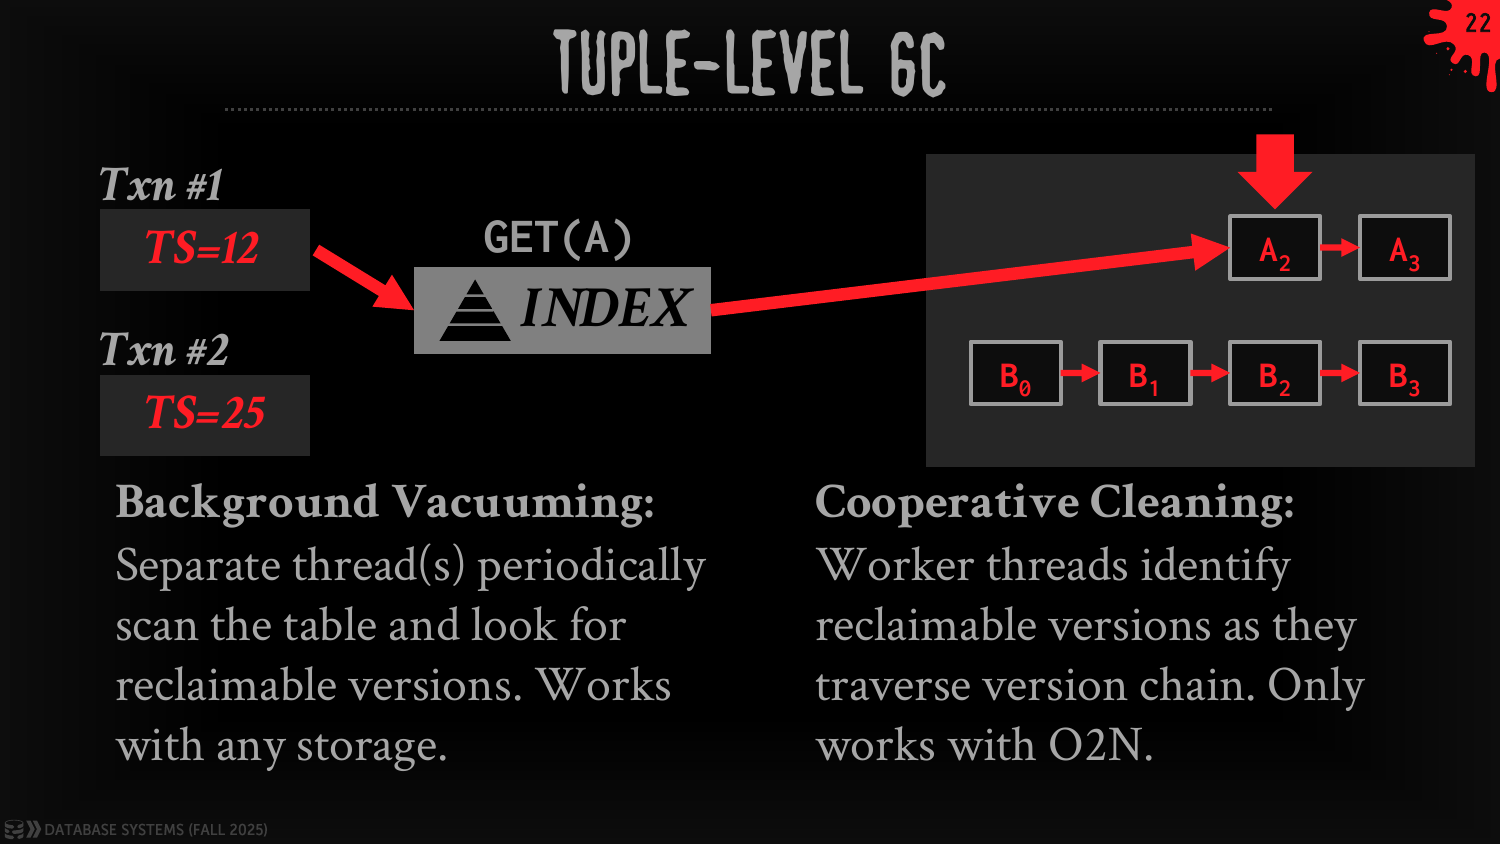 TUPLE-LEVEL GC
22
Txn #1
TS=12
GET(A)
INDEX
A2
A3
Txn #2
TS=25
B0
B1
B2
B3
Background Vacuuming:
Separate thread(s) periodically
scan the table and look for
reclaimable versions. Works
with any storage.
Cooperative Cleaning:
Worker threads identify
reclaimable versions as they
traverse version chain. Only
works with O2N.
DATABASE SYSTEMS (FALL 2025)